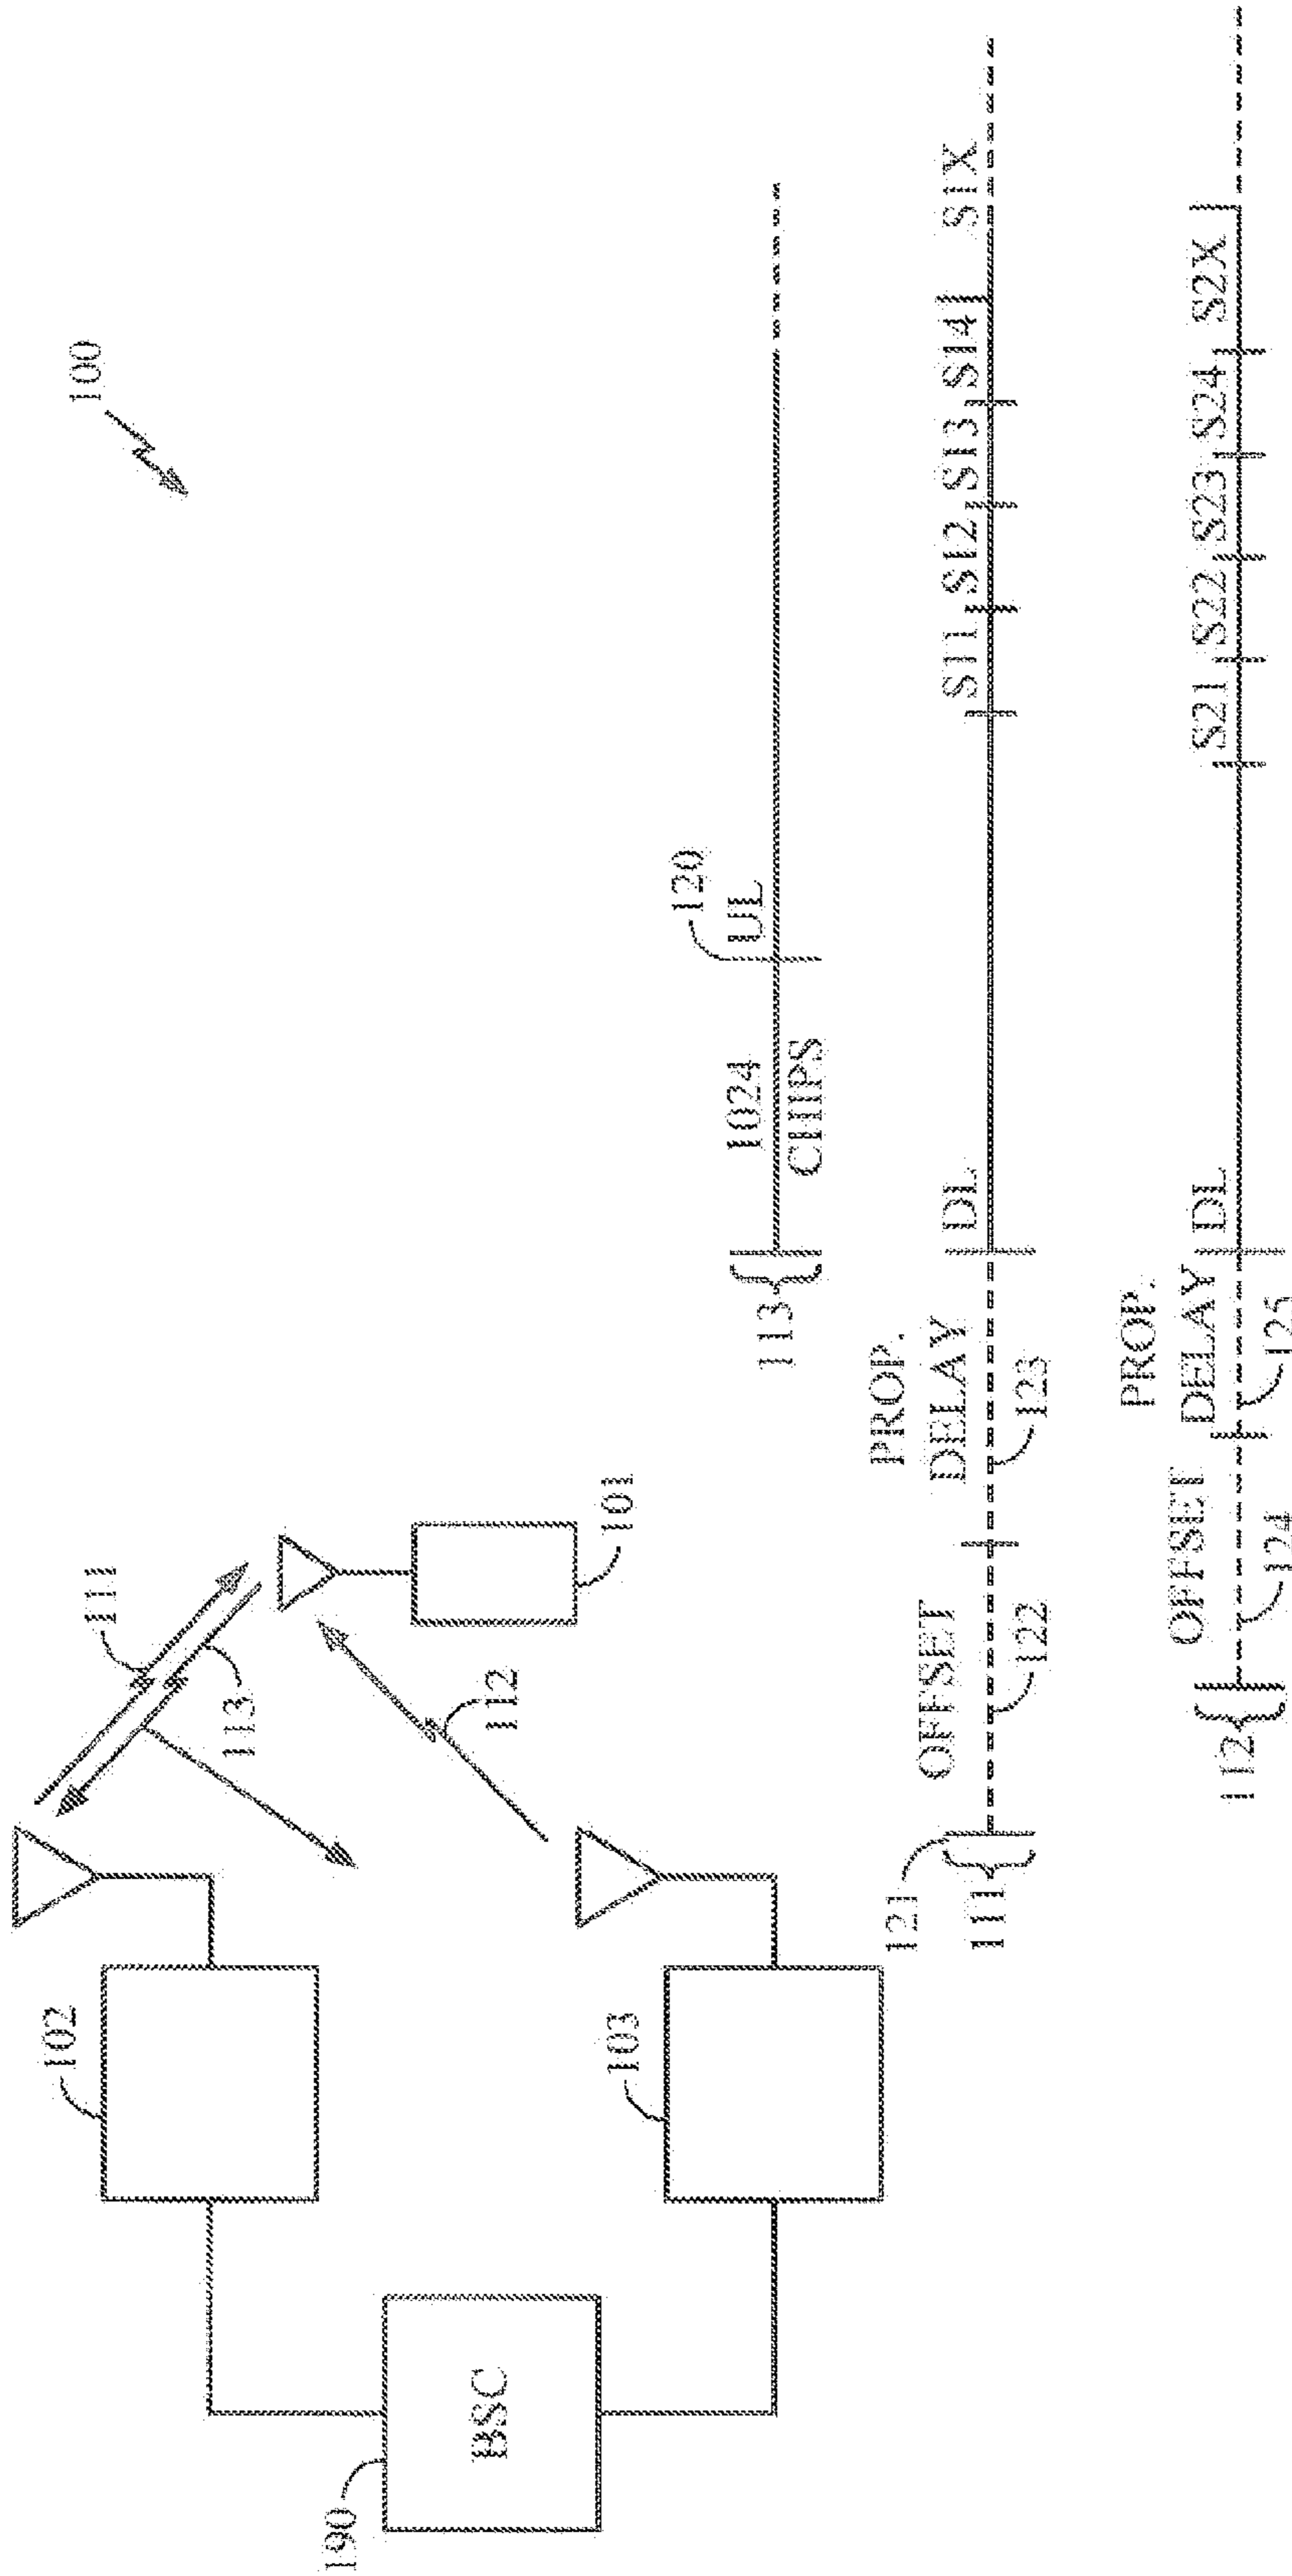 100
102
111
113
101
112
103
190
BSC
120
113
1024
UL
CHIPS
121
111
OFFSET
122
PROP.
DELAY
123
DL
S11
S12
S13
S14
S1X
112
OFFSET
124
PROP.
DELAY
125
DL
S21
S22
S23
S24
S2X